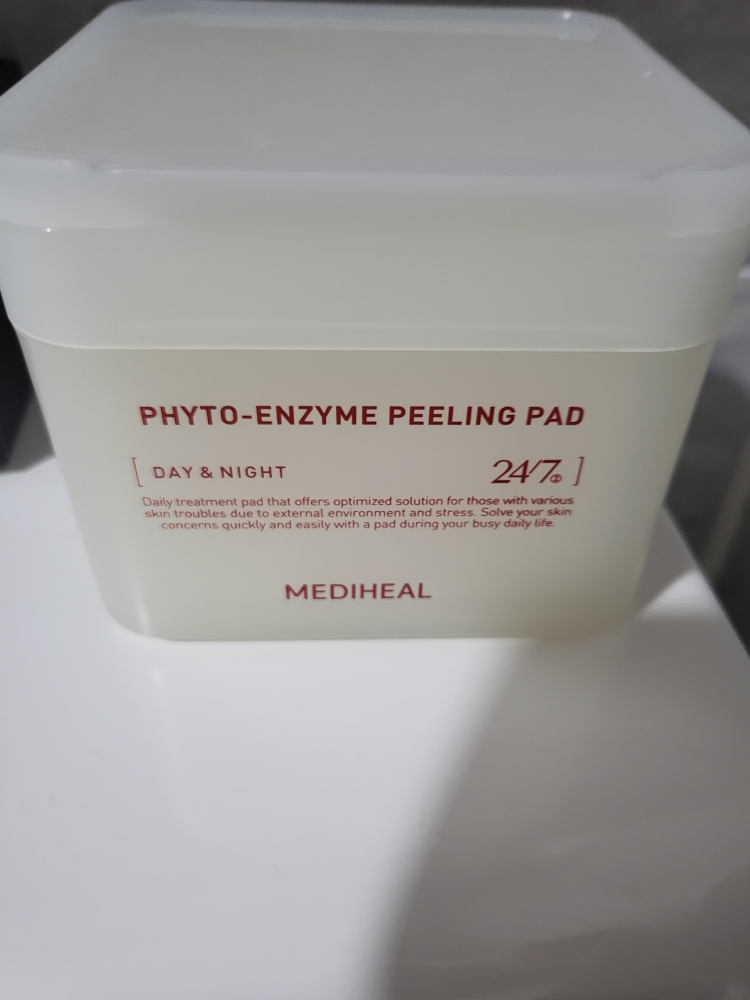 PHYTO-ENZYME PEELING PAD
[ DAY & NIGHT 24/7 ]
Daily treatment pad that offers optimized solution for those with various
skin troubles due to external environment and stress. Solve your skin
concerns quickly and easily with a pad during your busy daily life.
MEDIHEAL